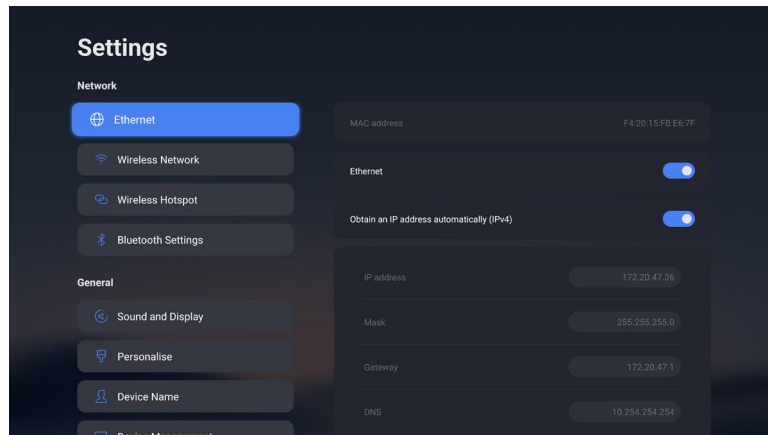 Settings
Network
Ethernet
Wireless Network
Wireless Hotspot
Bluetooth Settings
General
Sound and Display
Personalise
Device Name
Device Management
MAC address F4:20:15:FB:E6:7F
Ethernet
Obtain an IP address automatically (IPv4)
IP address 172.20.47.36
Mask 255.255.255.0
Gateway 172.20.47.1
DNS 10.254.254.254